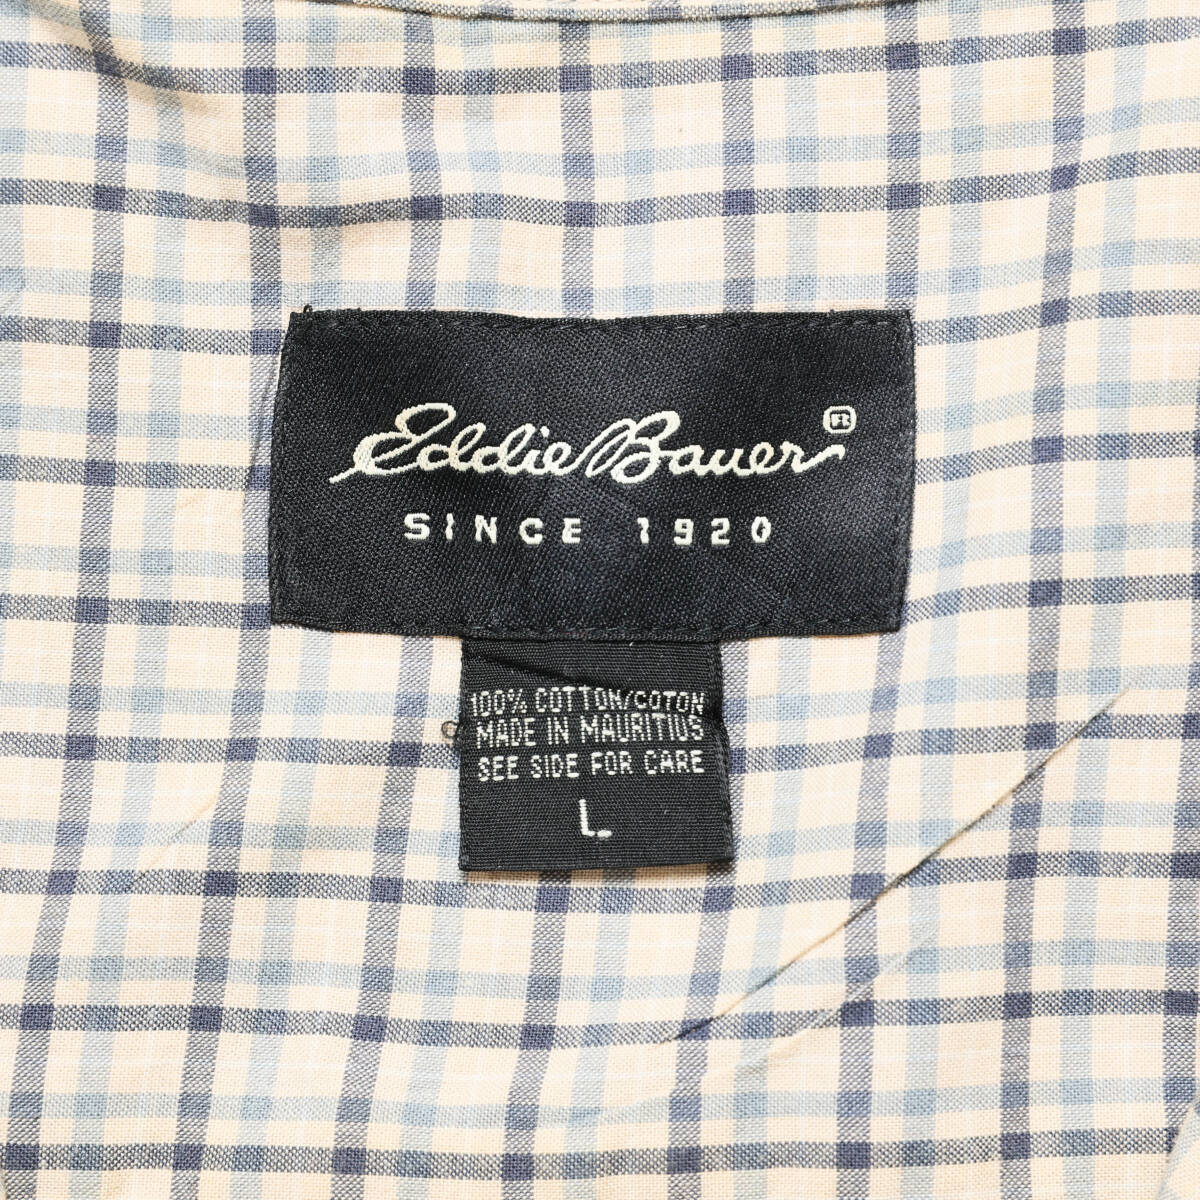 Eddie Bauer®
SINCE 1920
100% COTTON/COTON
MADE IN MAURITIUS
SEE SIDE FOR CARE
L